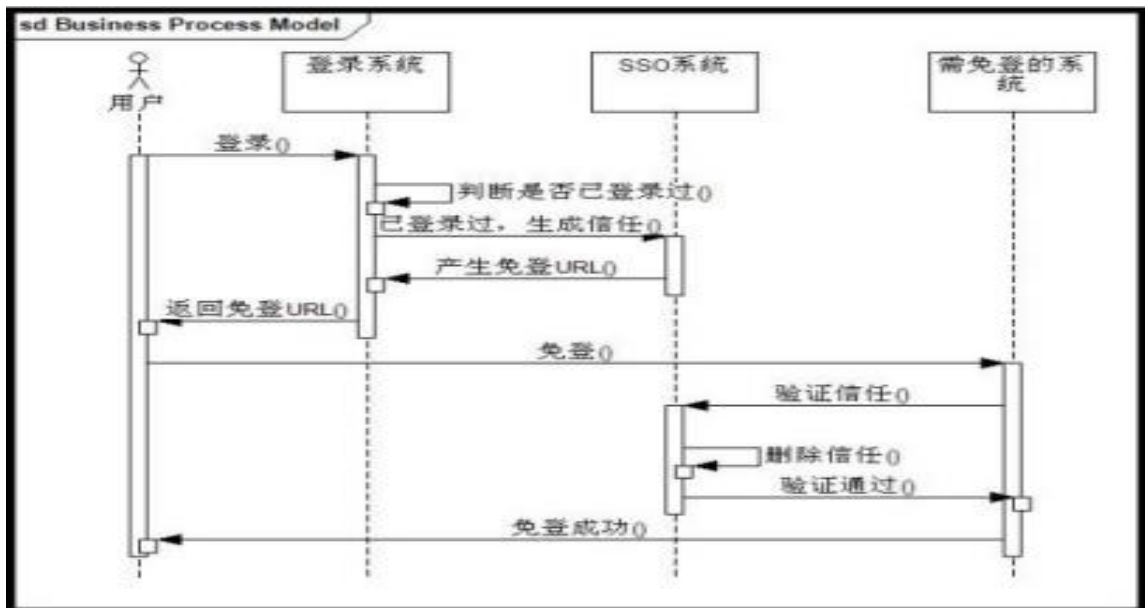 sd Business Process Model
用户
登录系统
SSO系统
需免登的系
统
登录()
判断是否已登录过()
已登录过，生成信任()
产生免登URL()
返回免登URL()
免登()
验证信任()
删除信任()
验证通过()
免登成功()